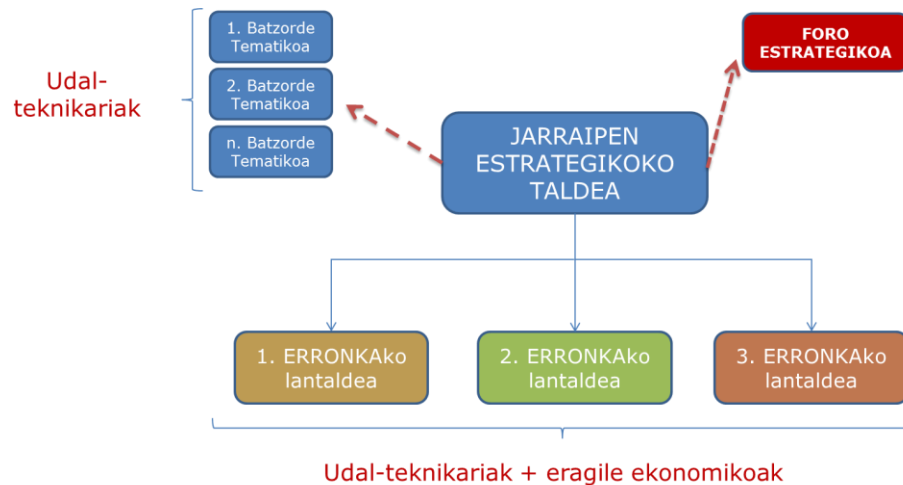 1. Batzorde
Tematikoa
2. Batzorde
Tematikoa
n. Batzorde
Tematikoa
Udal-
teknikariak
FORO
ESTRATEGIKOA
JARRAIPEN
ESTRATEGIKOKO
TALDEA
1. ERRONKAko
lantaldea
2. ERRONKAko
lantaldea
3. ERRONKAko
lantaldea
Udal-teknikariak + eragile ekonomikoak